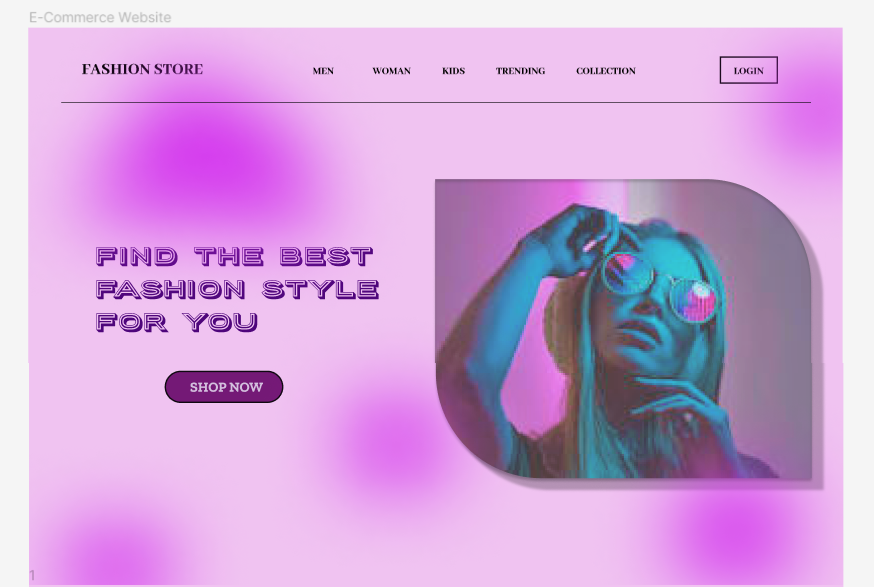 E-Commerce Website
FASHION STORE
MEN WOMAN KIDS TRENDING COLLECTION
LOGIN
FIND THE BEST
FASHION STYLE
FOR YOU
SHOP NOW
1